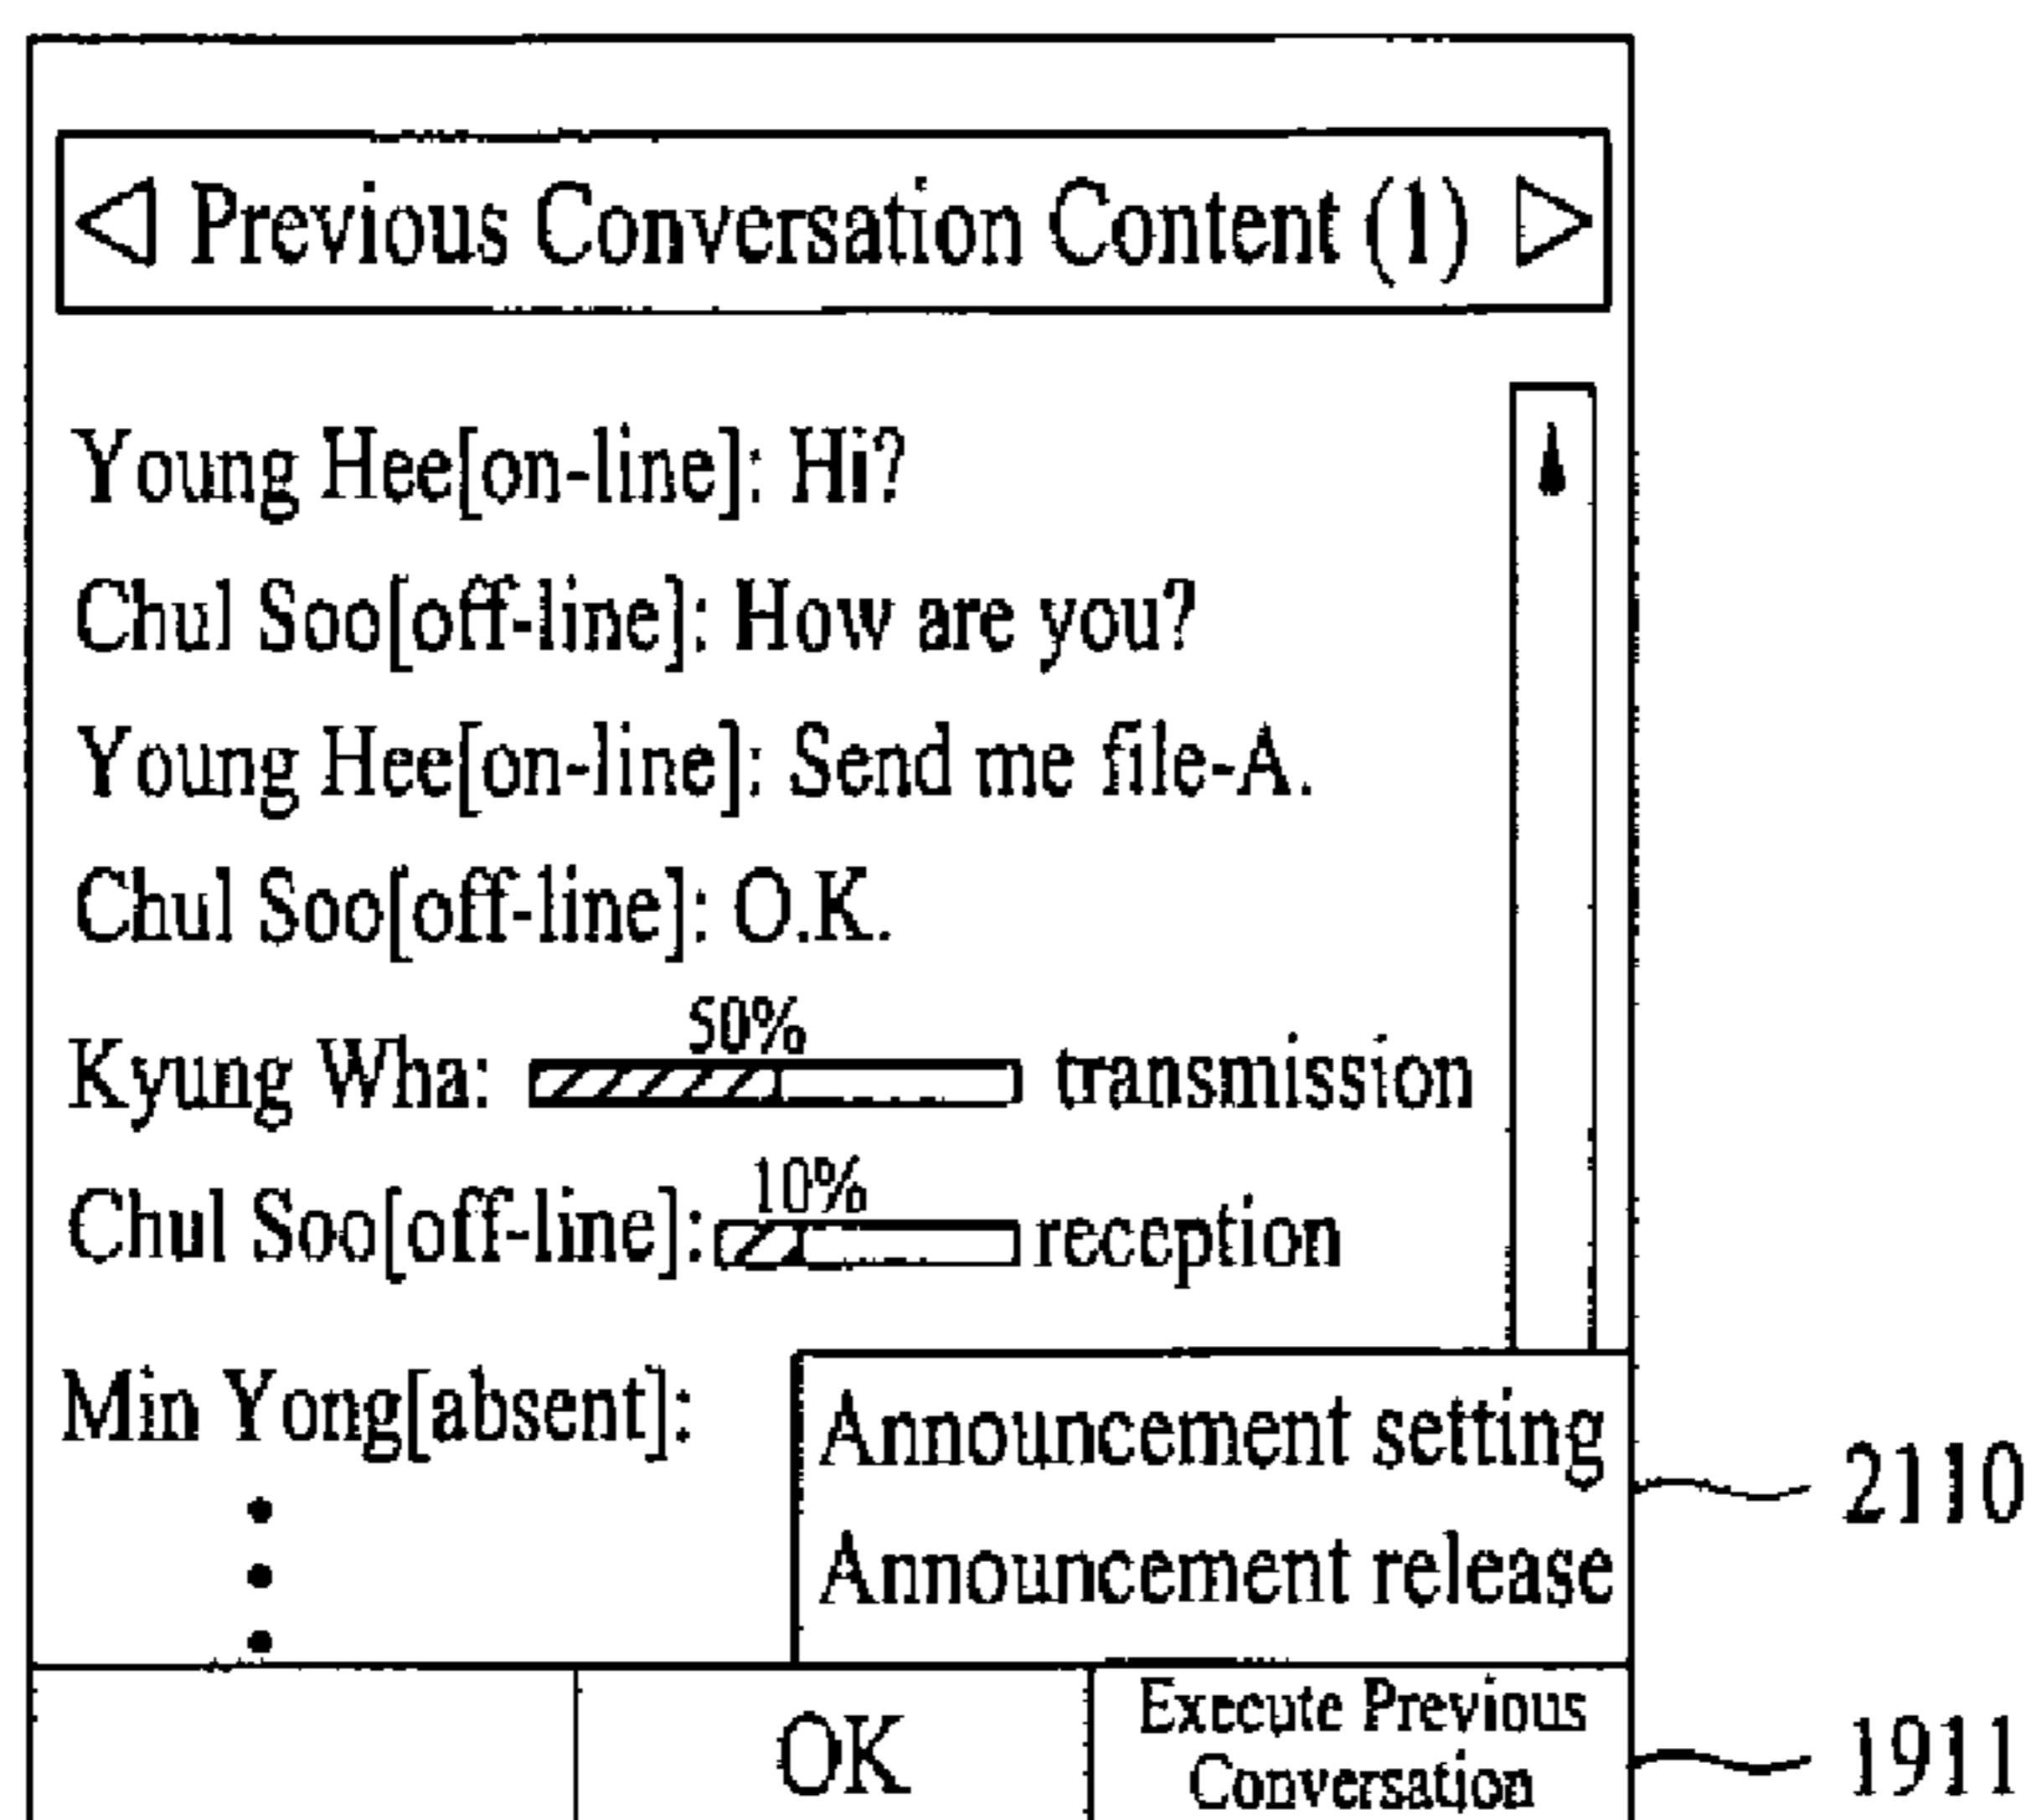 Previous Conversation Content (1)
Young Hee[on-line]: Hi?
Chul Soo[off-line]: How are you?
Young Hee[on-line]: Send me file-A.
Chul Soo[off-line]: O.K.
50%
Kyung Wha: transmission
10%
Chul Soo[off-line]: reception
Min Yong[absent]:
Announcement setting
2110
Announcement release
OK
Execute Previous
Conversation
1911